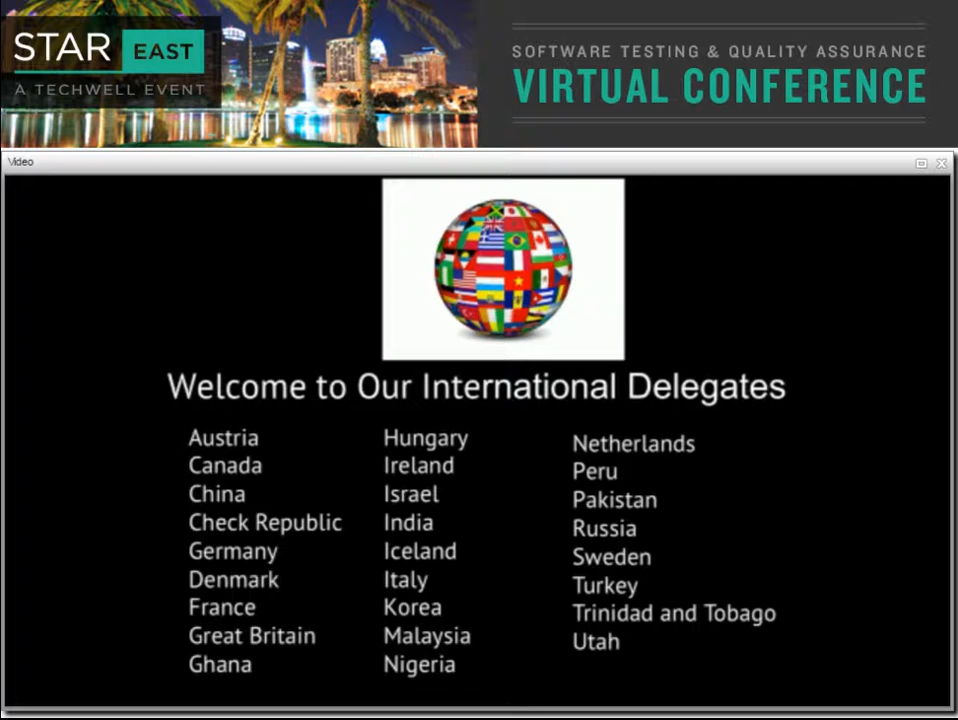 STAR EAST
A TECHWELL EVENT
SOFTWARE TESTING & QUALITY ASSURANCE
VIRTUAL CONFERENCE
Video
Welcome to Our International Delegates
Austria
Canada
China
Check Republic
Germany
Denmark
France
Great Britain
Ghana
Hungary
Ireland
Israel
India
Iceland
Italy
Korea
Malaysia
Nigeria
Netherlands
Peru
Pakistan
Russia
Sweden
Turkey
Trinidad and Tobago
Utah